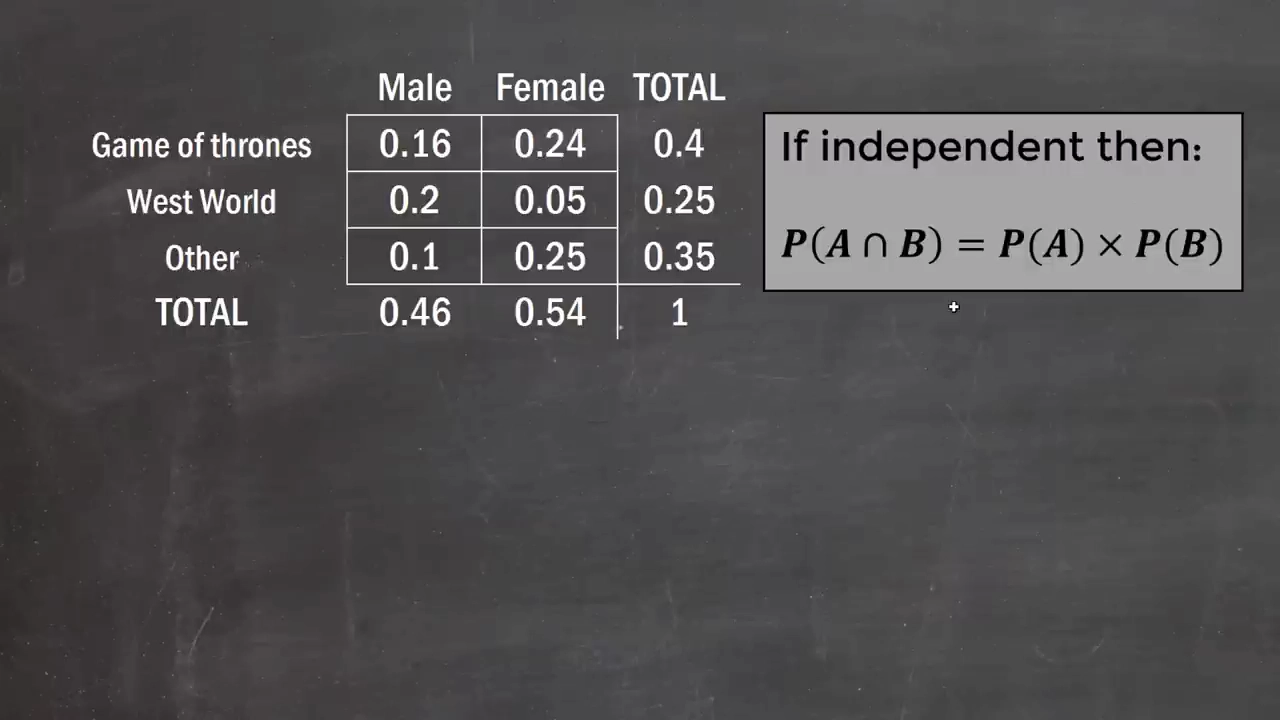 Male Female TOTAL
Game of thrones 0.16 0.24 0.4
West World 0.2 0.05 0.25
Other 0.1 0.25 0.35
TOTAL 0.46 0.54 1
If independent then:
P(A ∩ B) = P(A) × P(B)